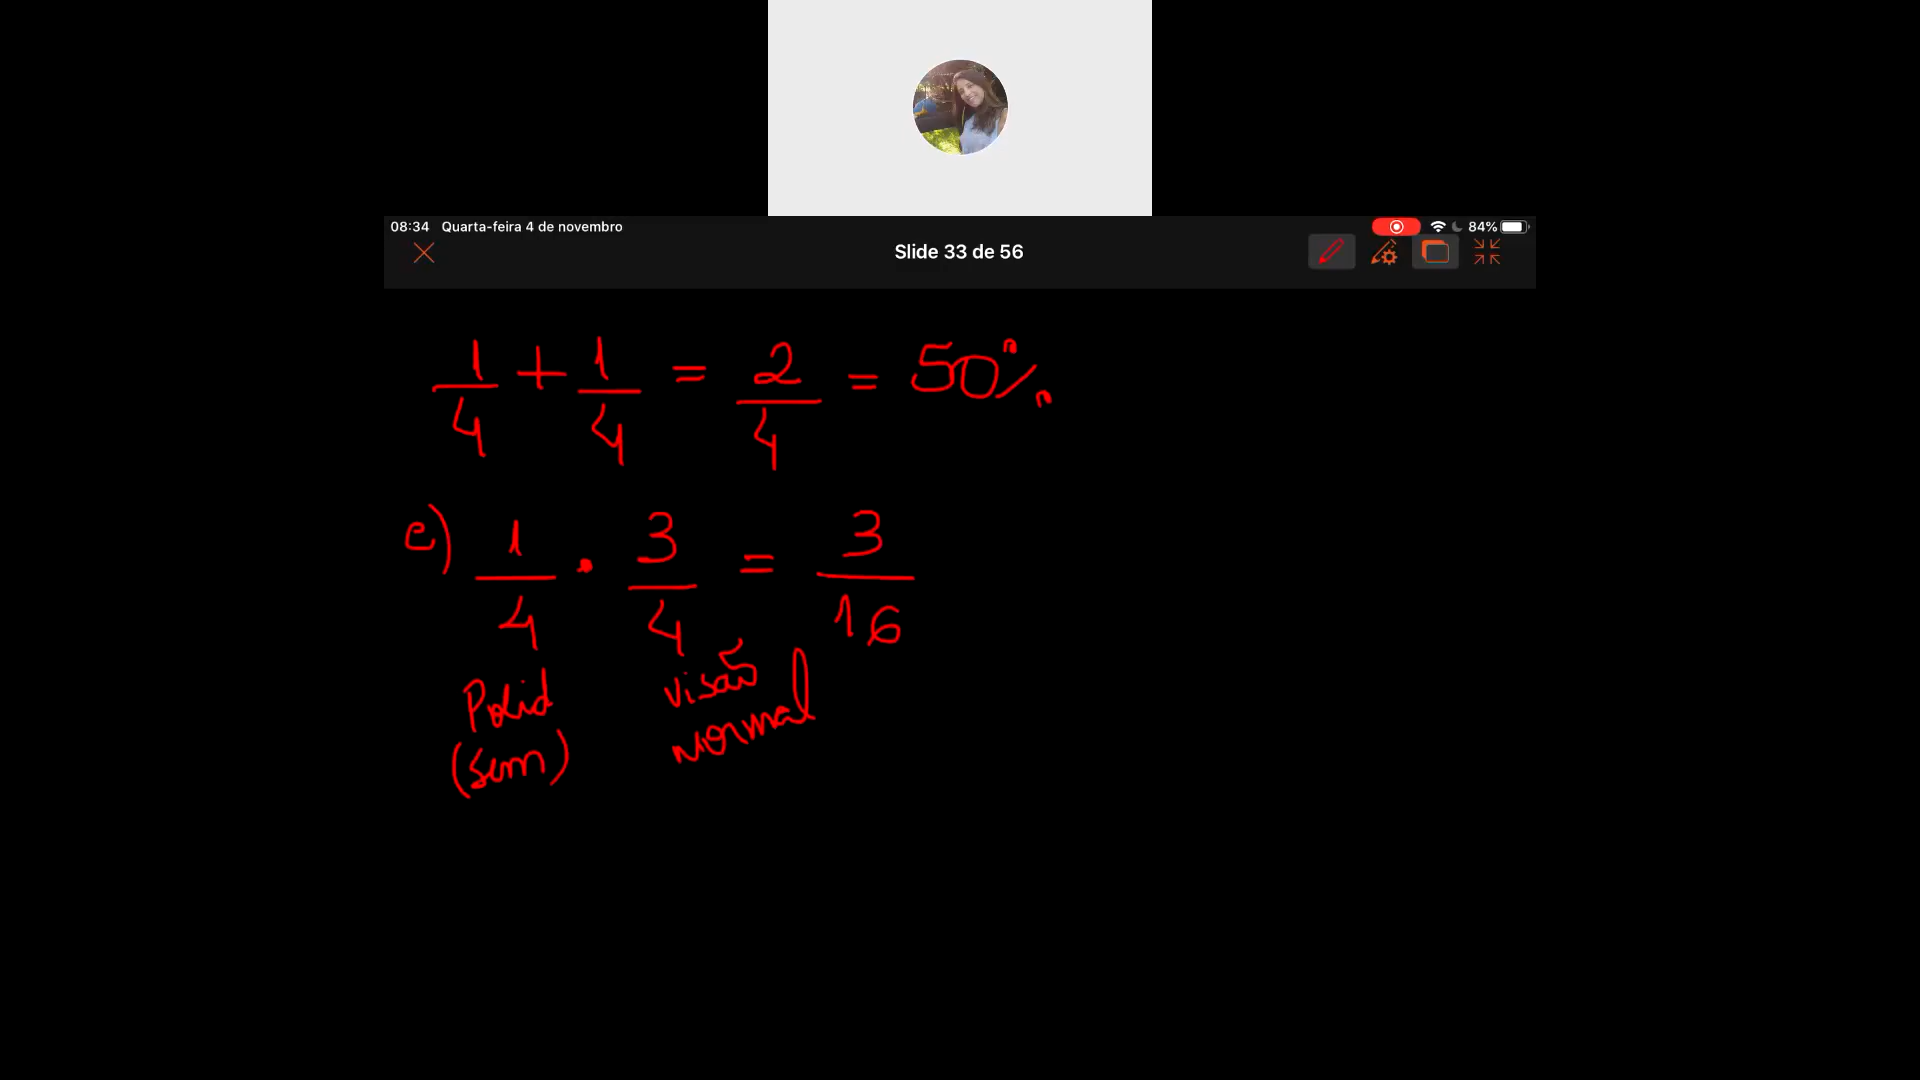 08:34 Quarta-feira 4 de novembro
84%
Slide 33 de 56
1/4 + 1/4 = 2/4 = 50%
e) 1/4 · 3/4 = 3/16
Polid visão
(sem) normal